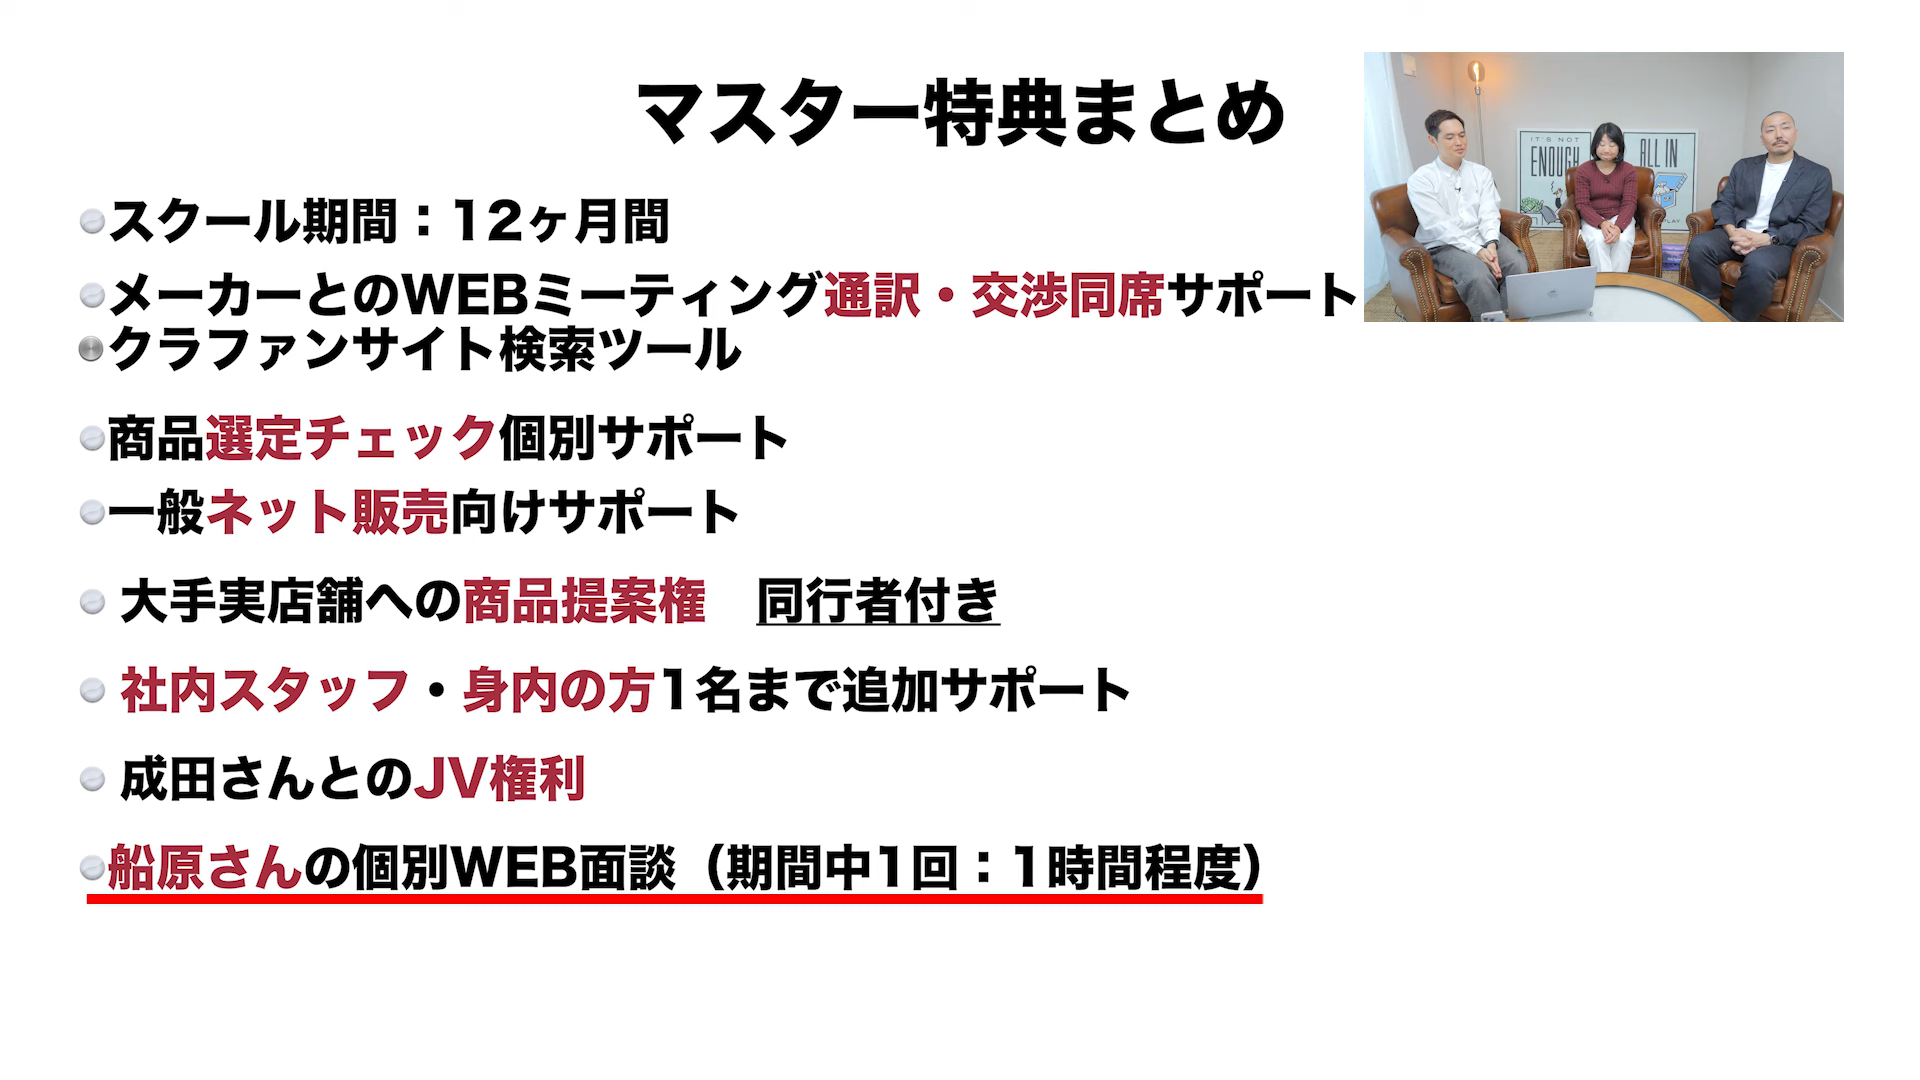 マスター特典まとめ
スクール期間：12ヶ月間
メーカーとのWEBミーティング通訳・交渉同席サポート
クラファンサイト検索ツール
商品選定チェック個別サポート
一般ネット販売向けサポート
大手実店舗への商品提案権　同行者付き
社内スタッフ・身内の方1名まで追加サポート
成田さんとのJV権利
船原さんの個別WEB面談（期間中1回：1時間程度）
IT'S NOT
ENOUGH
ALL IN
PLAY